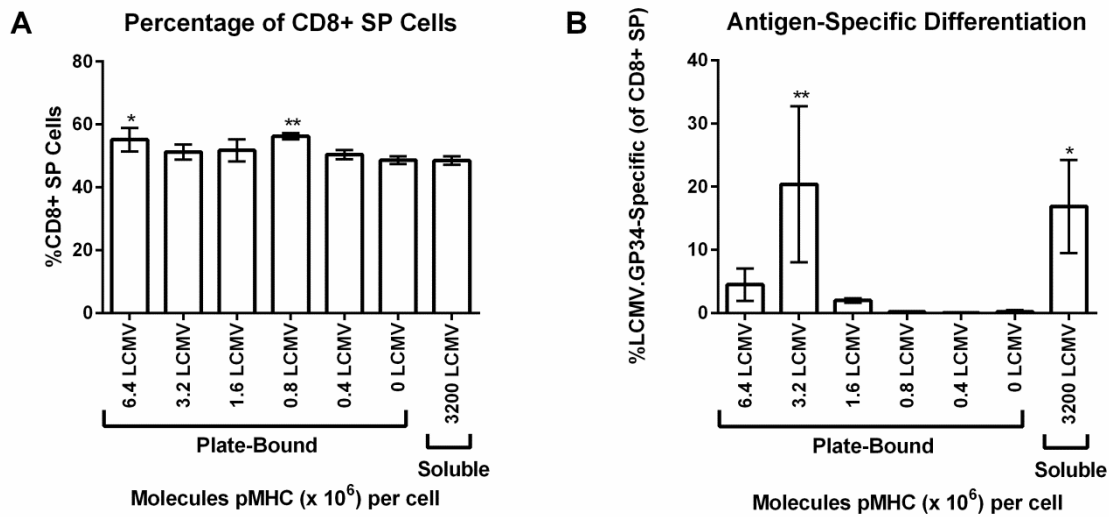 A
Percentage of CD8+ SP Cells
%CD8+ SP Cells
80
60
40
20
0
*
**
6.4 LCMV
3.2 LCMV
1.6 LCMV
0.8 LCMV
0.4 LCMV
0 LCMV
3200 LCMV
Plate-Bound
Soluble
Molecules pMHC (x 10⁶) per cell
B
Antigen-Specific Differentiation
%LCMV.GP34-Specific (of CD8+ SP)
40
30
20
10
0
**
*
6.4 LCMV
3.2 LCMV
1.6 LCMV
0.8 LCMV
0.4 LCMV
0 LCMV
3200 LCMV
Plate-Bound
Soluble
Molecules pMHC (x 10⁶) per cell